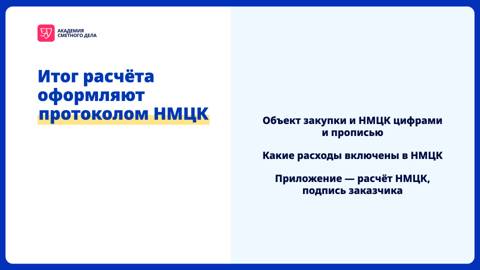 АКАДЕМИЯ
СМЕТНОГО ДЕЛА
Итог расчёта
оформляют
протоколом НМЦК
Объект закупки и НМЦК цифрами
и прописью
Какие расходы включены в НМЦК
Приложение — расчёт НМЦК,
подпись заказчика